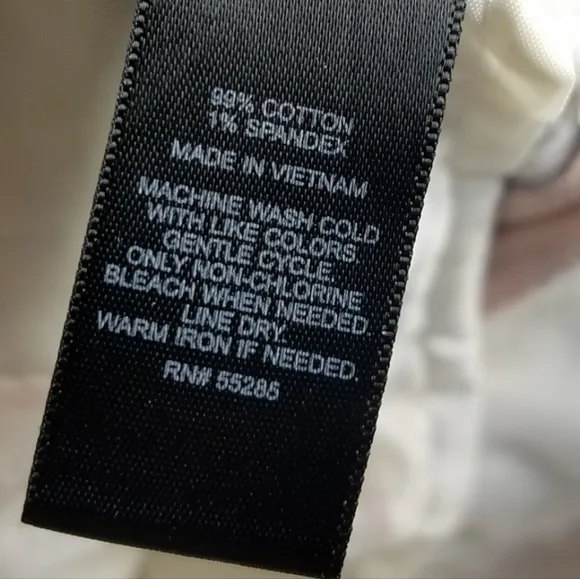 99% COTTON
1% SPANDEX
MADE IN VIETNAM
MACHINE WASH COLD
WITH LIKE COLORS
GENTLE CYCLE
ONLY NON-CHLORINE
BLEACH WHEN NEEDED.
LINE DRY.
WARM IRON IF NEEDED.
RN# 55285